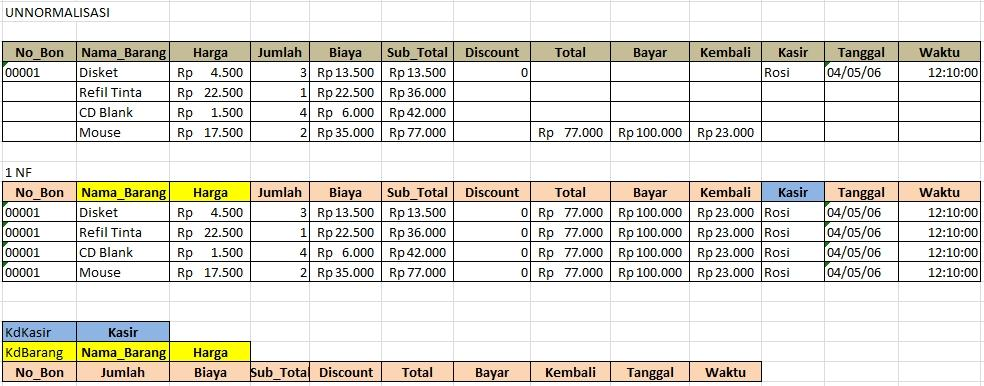 UNNORMALISASI
No_Bon Nama_Barang Harga Jumlah Biaya Sub_Total Discount Total Bayar Kembali Kasir Tanggal Waktu
00001 Disket Rp 4.500 3 Rp 13.500 Rp 13.500 0 Rosi 04/05/06 12:10:00
Refil Tinta Rp 22.500 1 Rp 22.500 Rp 36.000
CD Blank Rp 1.500 4 Rp 6.000 Rp 42.000
Mouse Rp 17.500 2 Rp 35.000 Rp 77.000 Rp 77.000 Rp 100.000 Rp 23.000
1 NF
No_Bon Nama_Barang Harga Jumlah Biaya Sub_Total Discount Total Bayar Kembali Kasir Tanggal Waktu
00001 Disket Rp 4.500 3 Rp 13.500 Rp 13.500 0 Rp 77.000 Rp 100.000 Rp 23.000 Rosi 04/05/06 12:10:00
00001 Refil Tinta Rp 22.500 1 Rp 22.500 Rp 36.000 0 Rp 77.000 Rp 100.000 Rp 23.000 Rosi 04/05/06 12:10:00
00001 CD Blank Rp 1.500 4 Rp 6.000 Rp 42.000 0 Rp 77.000 Rp 100.000 Rp 23.000 Rosi 04/05/06 12:10:00
00001 Mouse Rp 17.500 2 Rp 35.000 Rp 77.000 0 Rp 77.000 Rp 100.000 Rp 23.000 Rosi 04/05/06 12:10:00
KdKasir Kasir
KdBarang Nama_Barang Harga
No_Bon Jumlah Biaya Sub_Total Discount Total Bayar Kembali Tanggal Waktu